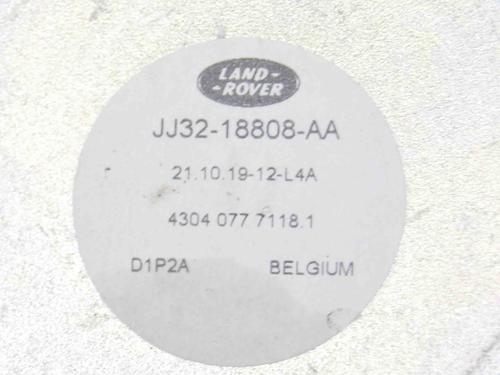 LAND-
-ROVER
JJ32-18808-AA
21.10.19-12-L4A
4304 077 7118.1
D1P2A BELGIUM